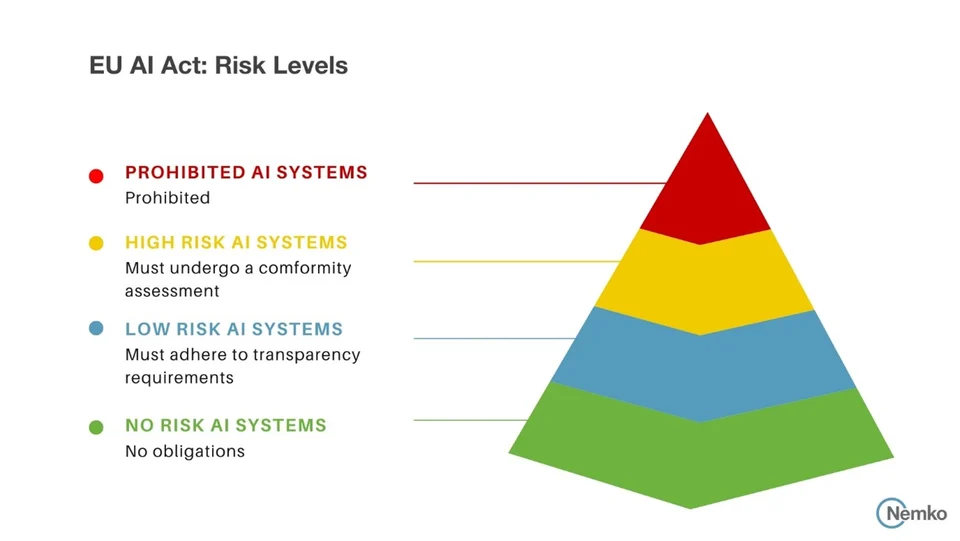 EU AI Act: Risk Levels
PROHIBITED AI SYSTEMS
Prohibited
HIGH RISK AI SYSTEMS
Must undergo a comformity
assessment
LOW RISK AI SYSTEMS
Must adhere to transparency
requirements
NO RISK AI SYSTEMS
No obligations
Nemko